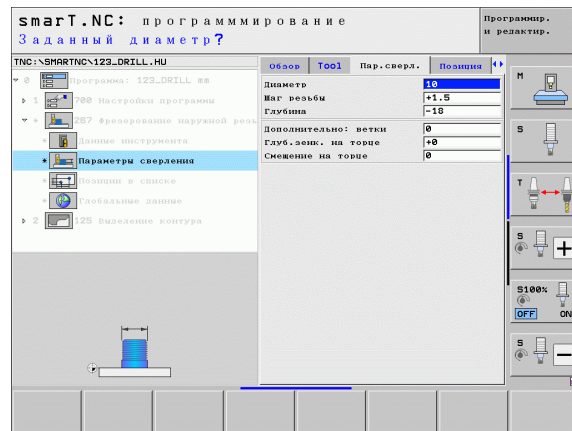 smarT.NC: программмирование
Программир.
и редактир.
Заданный диаметр?
TNC:\SMARTNC\123_DRILL.HU
0 Программа: 123_DRILL мм
1 700 Настройки программы
* 267 Фрезерование наружной резь
* Данные инструмента
* Параметры сверления
* Позиции в списке
* Глобальные данные
2 125 Выделение контура
Обзор Tool Пар.сверл. Позиция
Диаметр 10
Шаг резьбы +1.5
Глубина -18
Дополнительно: ветки 0
Глуб.зенк. на торце +0
Смещение на торце 0
M
S
T
S
S100%
OFF ON
S